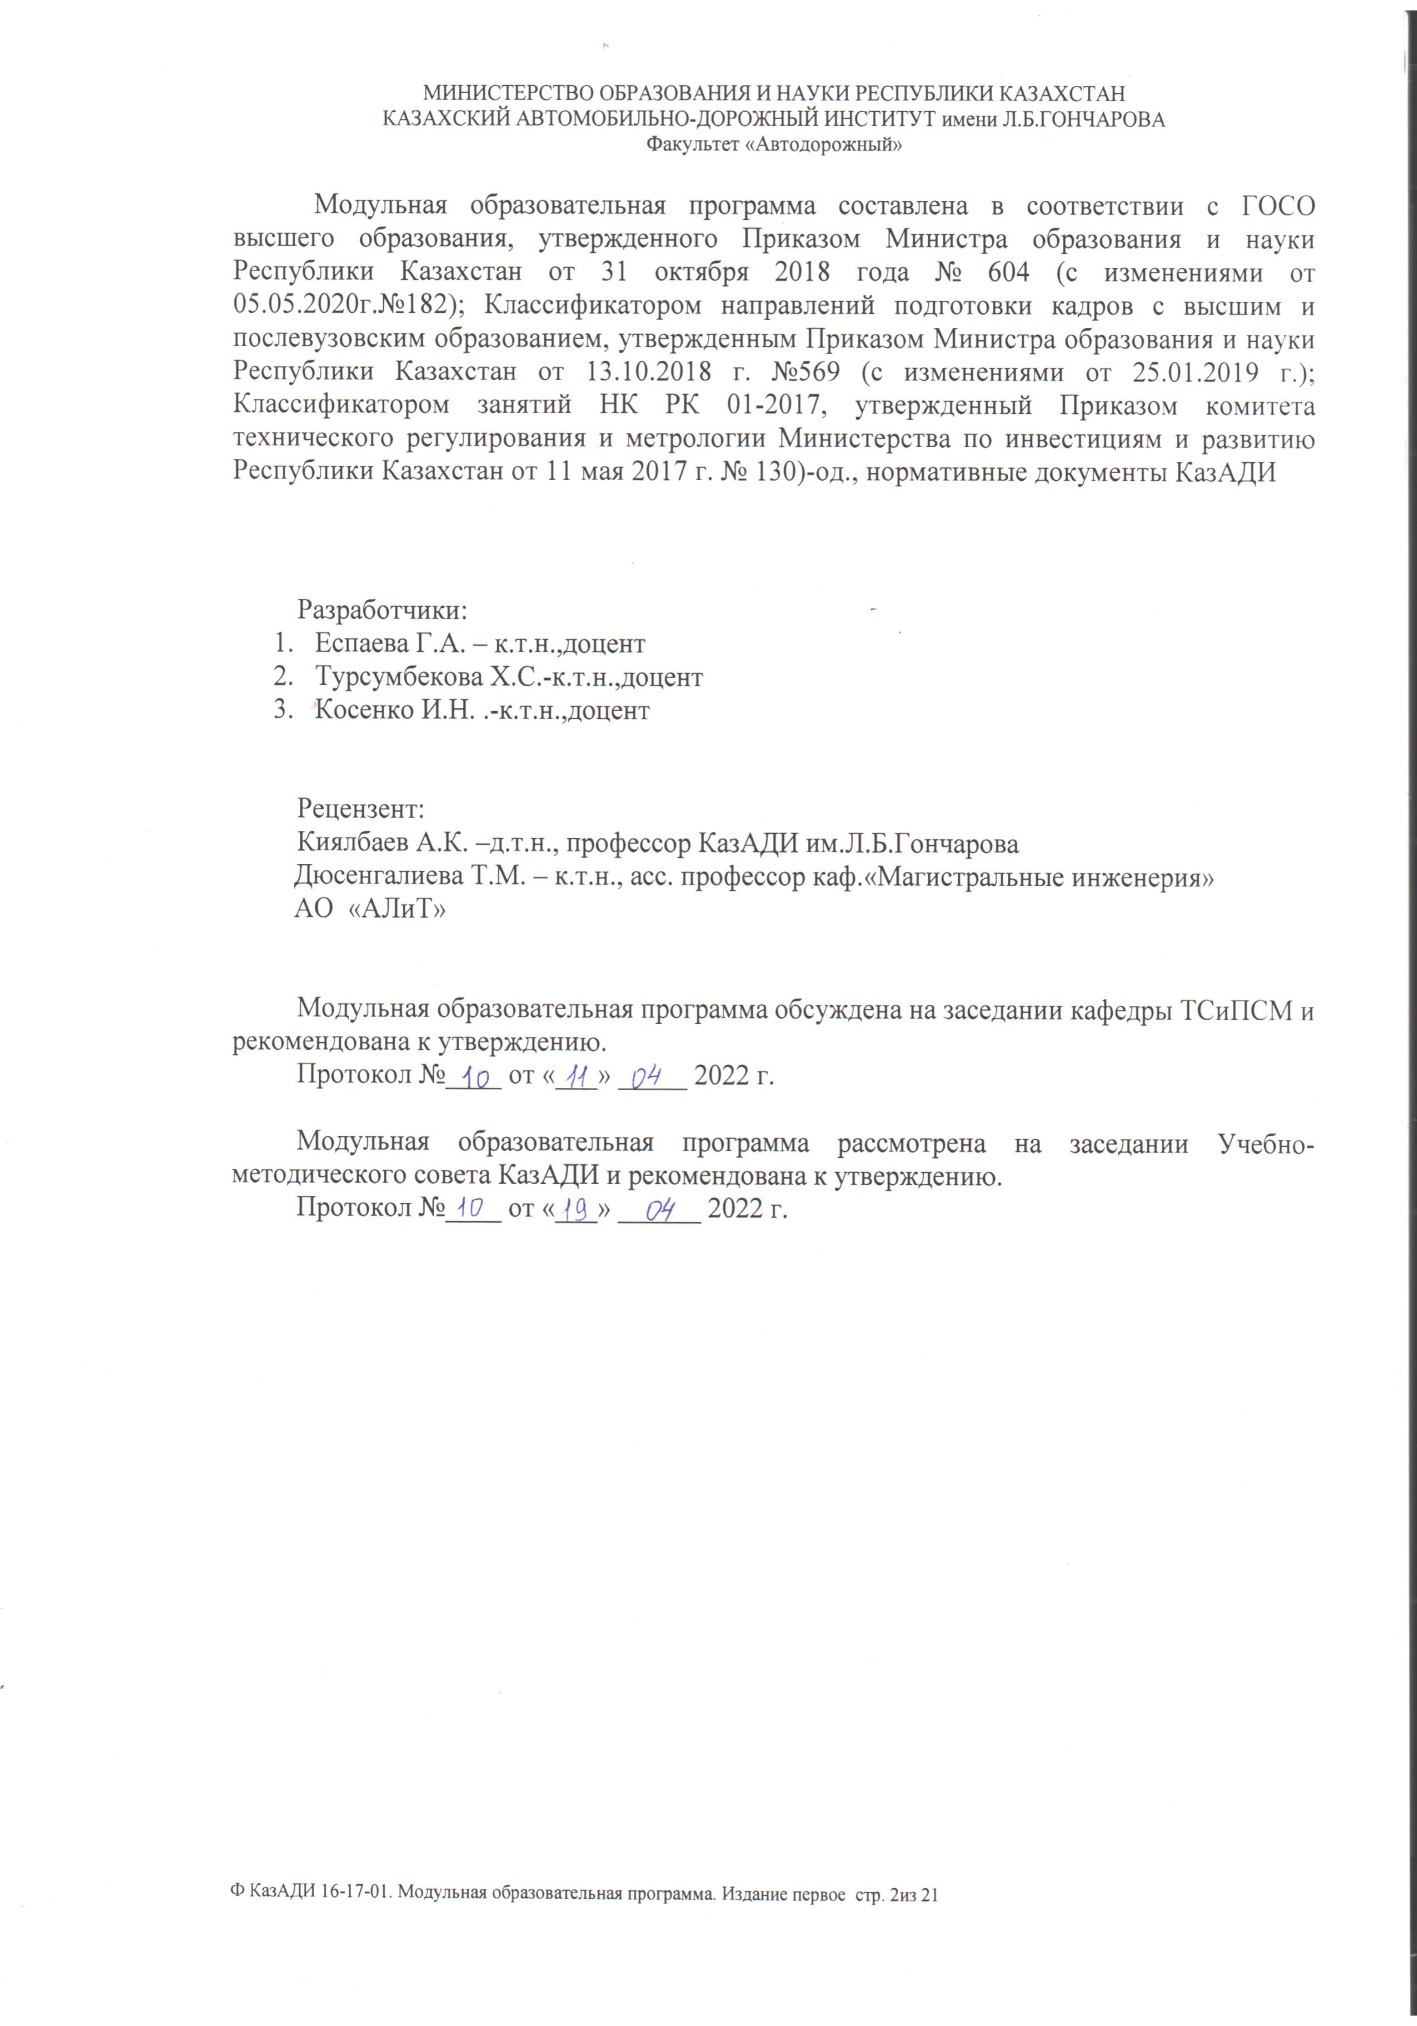 МИНИСТЕРСТВО ОБРАЗОВАНИЯ И НАУКИ РЕСПУБЛИКИ КАЗАХСТАН
КАЗАХСКИЙ АВТОМОБИЛЬНО-ДОРОЖНЫЙ ИНСТИТУТ имени Л.Б.ГОНЧАРОВА
Факультет «Автодорожный»
Модульная образовательная программа составлена в соответствии с ГОСО
высшего образования, утвержденного Приказом Министра образования и науки
Республики Казахстан от 31 октября 2018 года № 604 (с изменениями от
05.05.2020г.№182); Классификатором направлений подготовки кадров с высшим и
послевузовским образованием, утвержденным Приказом Министра образования и науки
Республики Казахстан от 13.10.2018 г. №569 (с изменениями от 25.01.2019 г.);
Классификатором занятий НК РК 01-2017, утвержденный Приказом комитета
технического регулирования и метрологии Министерства по инвестициям и развитию
Республики Казахстан от 11 мая 2017 г. № 130)-од., нормативные документы КазАДИ
Разработчики:
1. Еспаева Г.А. – к.т.н.,доцент
2. Турсумбекова Х.С.-к.т.н.,доцент
3. Косенко И.Н. .-к.т.н.,доцент
Рецензент:
Киялбаев А.К. –д.т.н., профессор КазАДИ им.Л.Б.Гончарова
Дюсенгалиева Т.М. – к.т.н., асс. профессор каф.«Магистральные инженерия»
АО «АЛиТ»
Модульная образовательная программа обсуждена на заседании кафедры ТСиПСМ и
рекомендована к утверждению.
Протокол № 10 от «11» 04 2022 г.
Модульная образовательная программа рассмотрена на заседании Учебно-
методического совета КазАДИ и рекомендована к утверждению.
Протокол № 10 от «19» 04 2022 г.
Ф КазАДИ 16-17-01. Модульная образовательная программа. Издание первое стр. 2из 21